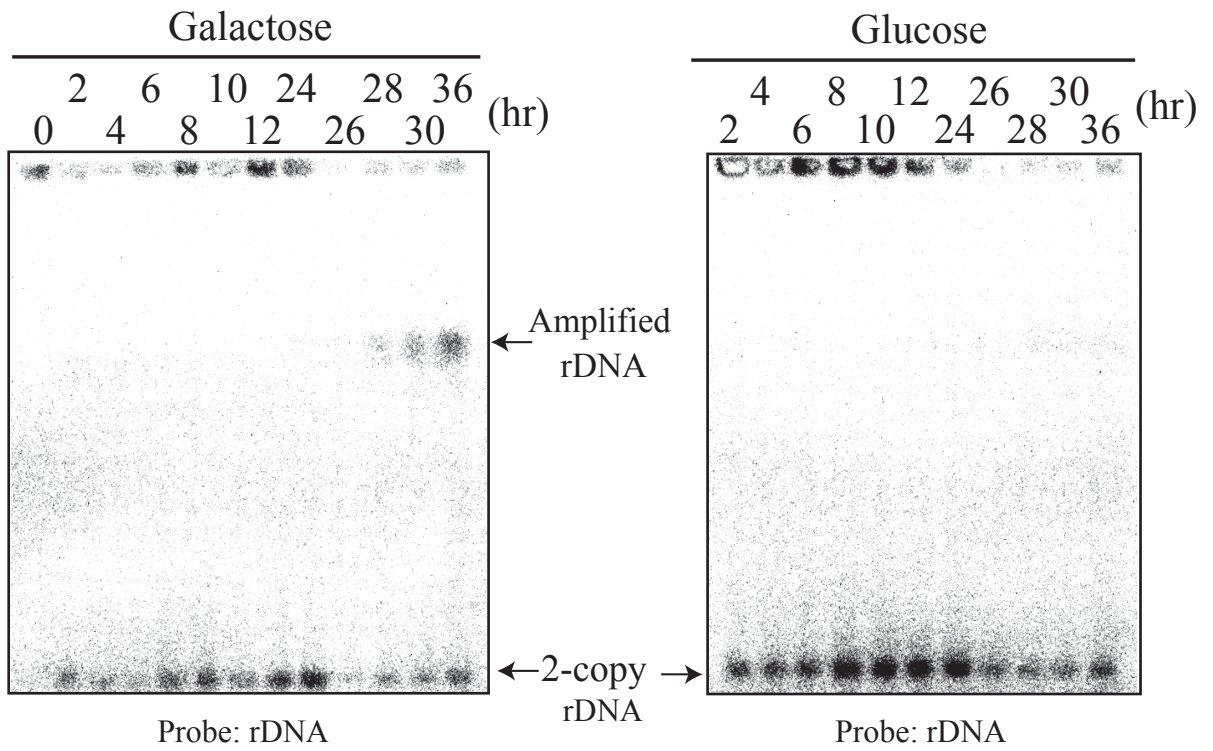 Galactose
2 6 10 24 28 36
0 4 8 12 26 30
(hr)
Glucose
4 8 12 26 30
2 6 10 24 28 36
(hr)
Amplified
rDNA
2-copy
rDNA
Probe: rDNA
Probe: rDNA